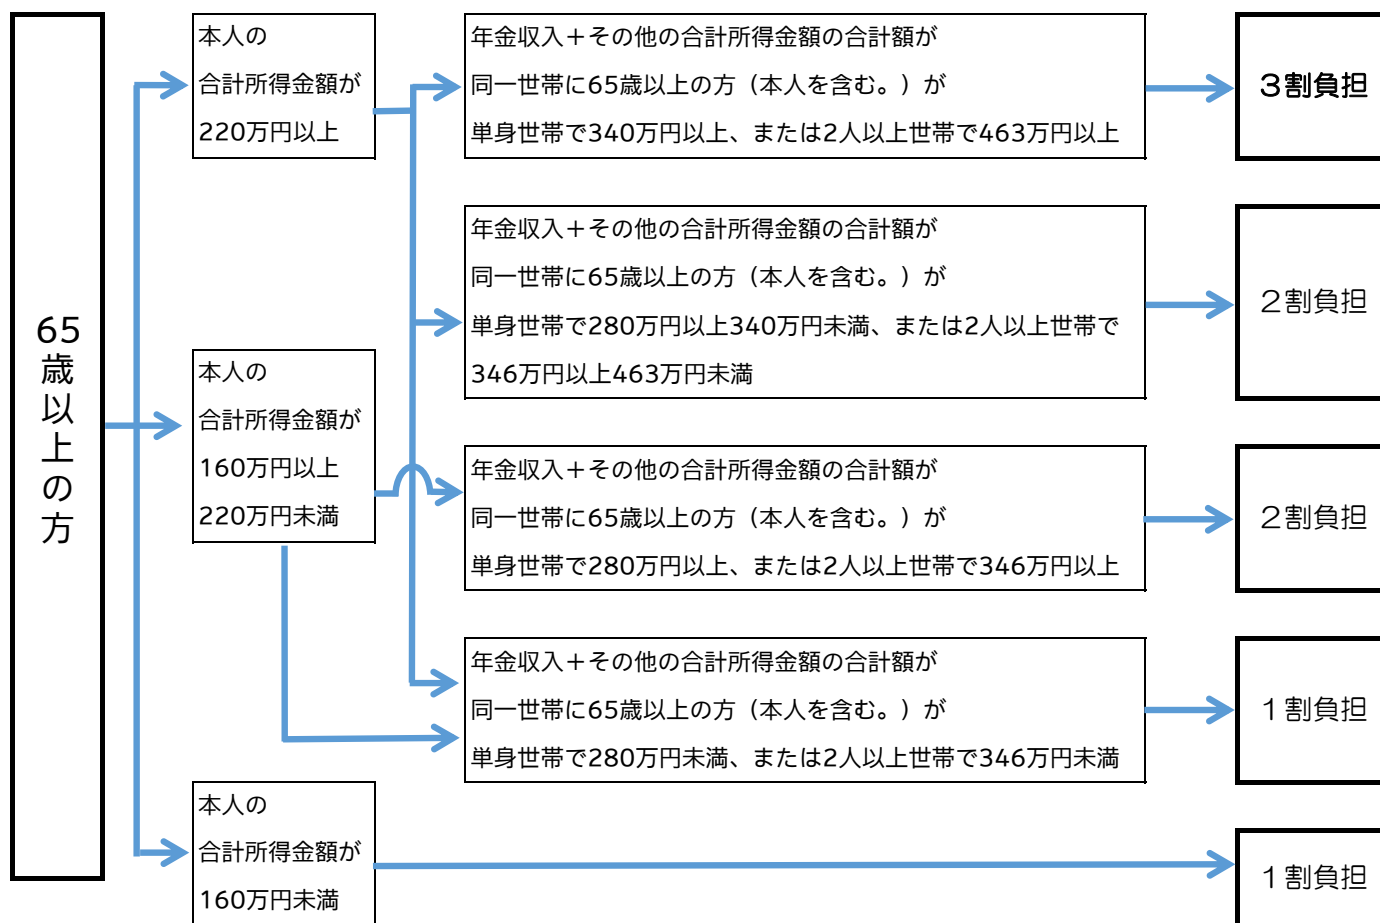 65歳以上の方
本人の
合計所得金額が
220万円以上
年金収入＋その他の合計所得金額の合計額が
同一世帯に65歳以上の方（本人を含む。）が
単身世帯で340万円以上、または2人以上世帯で463万円以上
3割負担
年金収入＋その他の合計所得金額の合計額が
同一世帯に65歳以上の方（本人を含む。）が
単身世帯で280万円以上340万円未満、または2人以上世帯で
346万円以上463万円未満
２割負担
本人の
合計所得金額が
160万円以上
220万円未満
年金収入＋その他の合計所得金額の合計額が
同一世帯に65歳以上の方（本人を含む。）が
単身世帯で280万円以上、または2人以上世帯で346万円以上
２割負担
年金収入＋その他の合計所得金額の合計額が
同一世帯に65歳以上の方（本人を含む。）が
単身世帯で280万円未満、または2人以上世帯で346万円未満
１割負担
本人の
合計所得金額が
160万円未満
１割負担